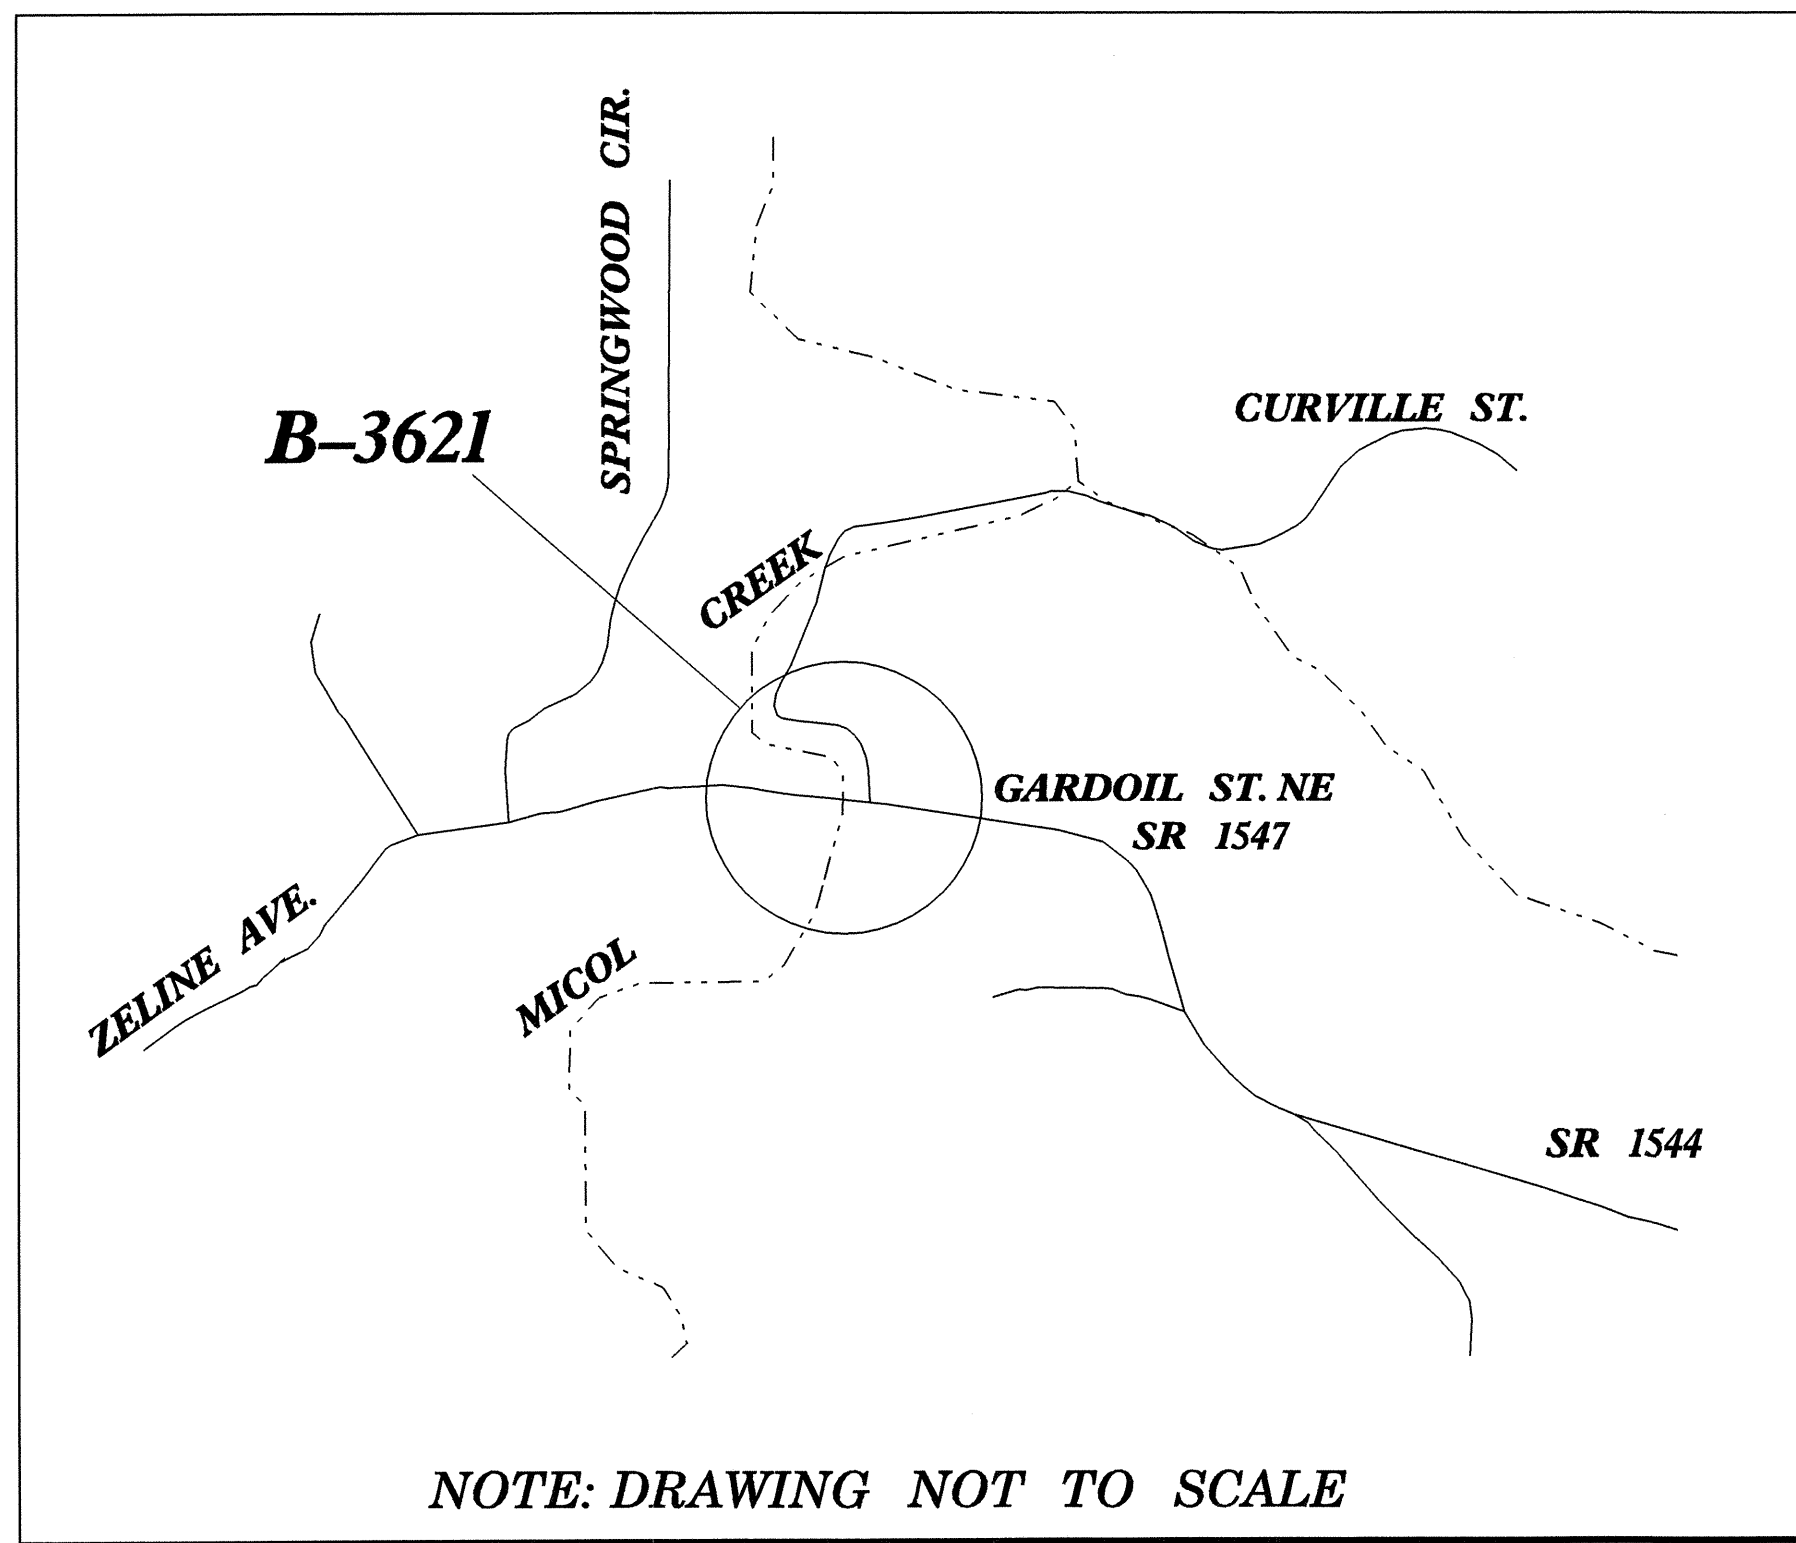 SPRINGWOOD CIR.
B-3621
CURVILLE ST.
CREEK
GARDOIL ST. NE
SR 1547
ZELINE AVE.
MICOL
SR 1544
NOTE: DRAWING NOT TO SCALE